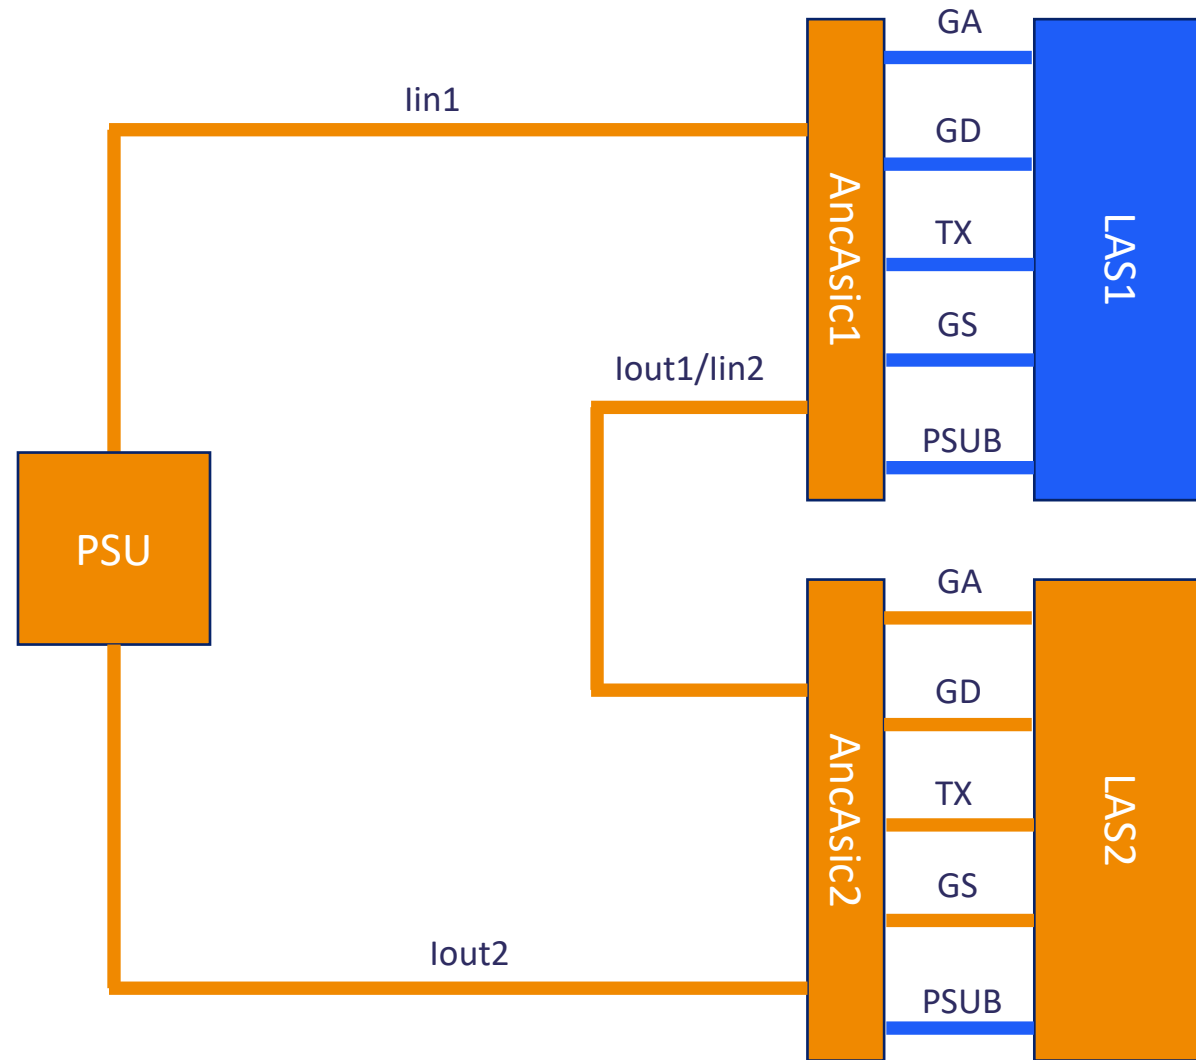 GA
Iin1
GD
AncAsic1
TX
LAS1
GS
Iout1/Iin2
PSUB
PSU
GA
GD
AncAsic2
TX
LAS2
GS
Iout2
PSUB